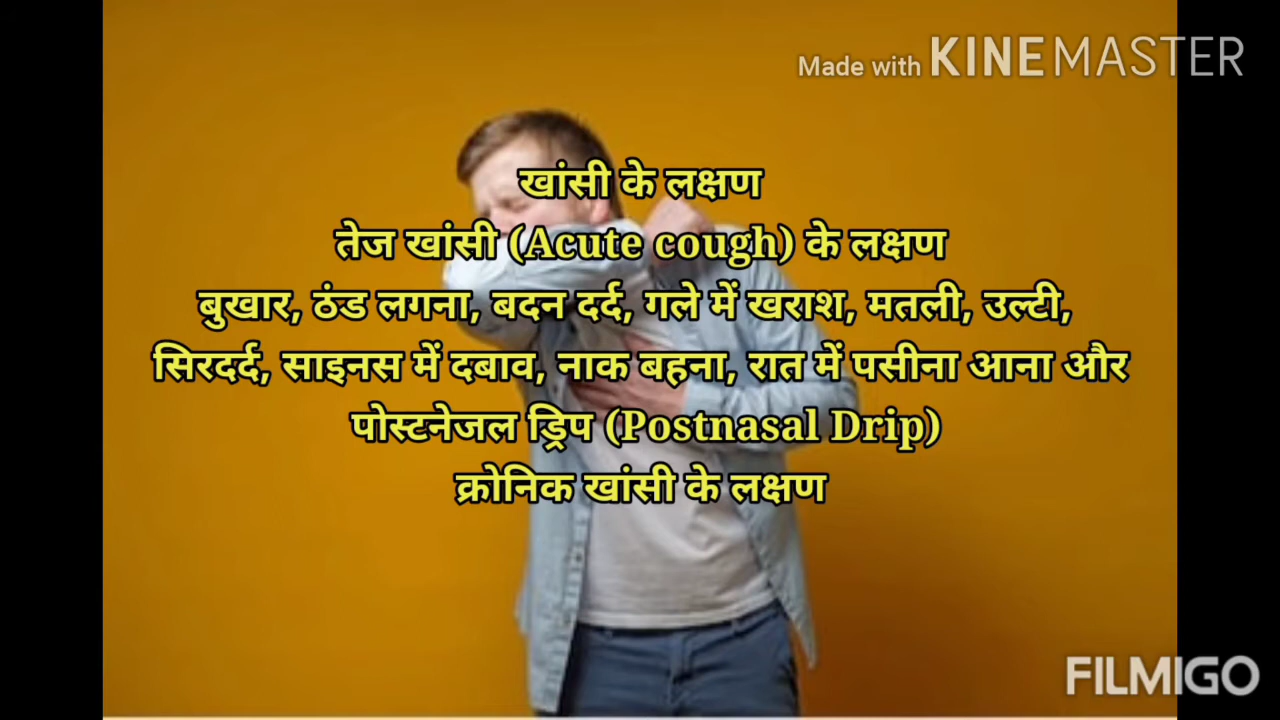 Made with KINEMASTER
खांसी के लक्षण
तेज खांसी (Acute cough) के लक्षण
बुखार, ठंड लगना, बदन दर्द, गले में खराश, मतली, उल्टी,
सिरदर्द, साइनस में दबाव, नाक बहना, रात में पसीना आना और
पोस्टनेजल ड्रिप (Postnasal Drip)
क्रोनिक खांसी के लक्षण
FILMIGO